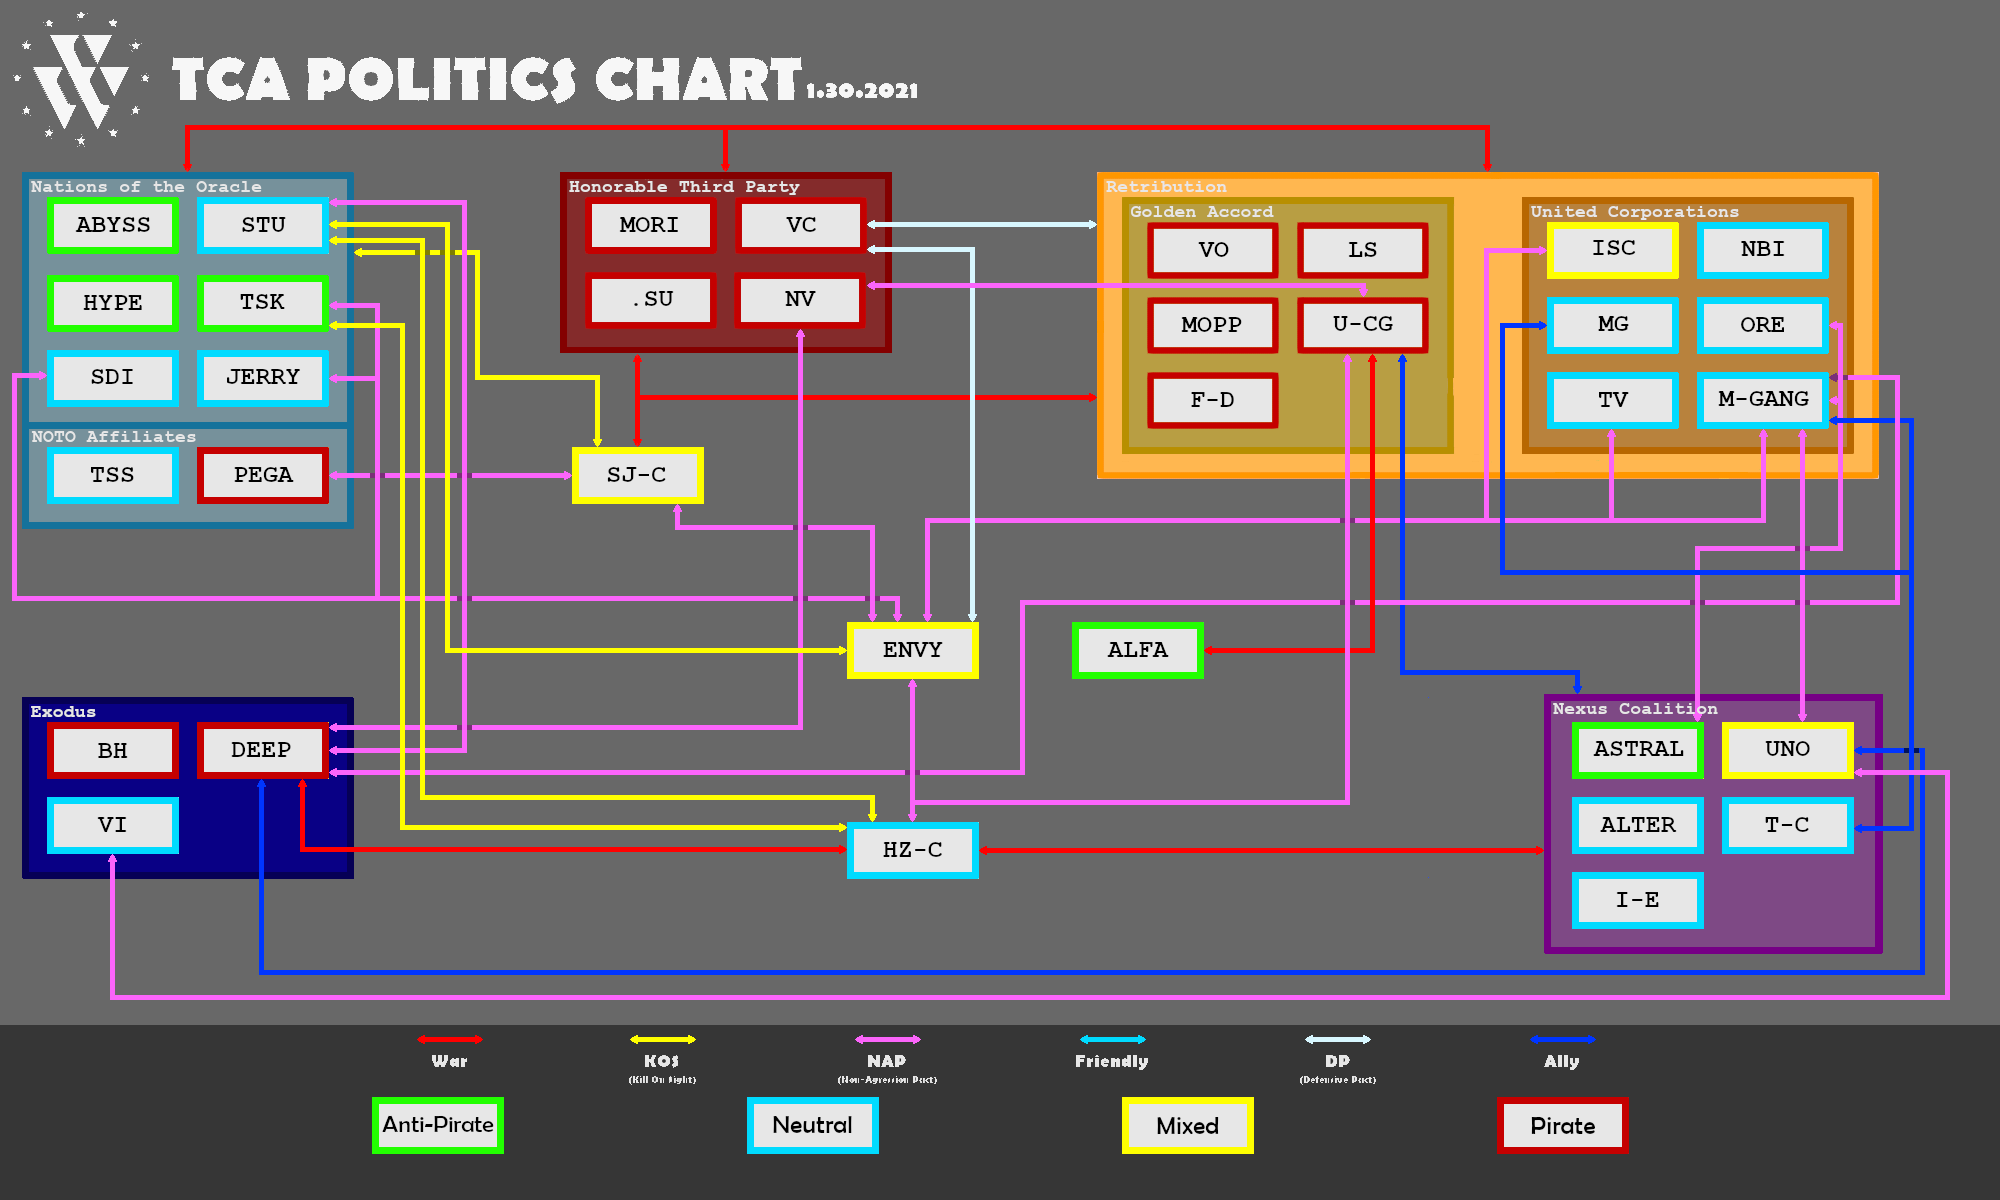 TCA POLITICS CHART 1.30.2021
Nations of the Oracle
ABYSS
STU
HYPE
TSK
SDI
JERRY
NOTO Affiliates
TSS
PEGA
Honorable Third Party
MORI
VC
.SU
NV
Retribution
Golden Accord
VO
LS
MOPP
U-CG
F-D
United Corporations
ISC
NBI
MG
ORE
TV
M-GANG
SJ-C
ENVY
ALFA
Exodus
BH
DEEP
VI
HZ-C
Nexus Coalition
ASTRAL
UNO
ALTER
T-C
I-E
War
KOS
(Kill On Sight)
NAP
(Non-Agression Pact)
Friendly
DP
(Defensive Pact)
Ally
Anti-Pirate
Neutral
Mixed
Pirate